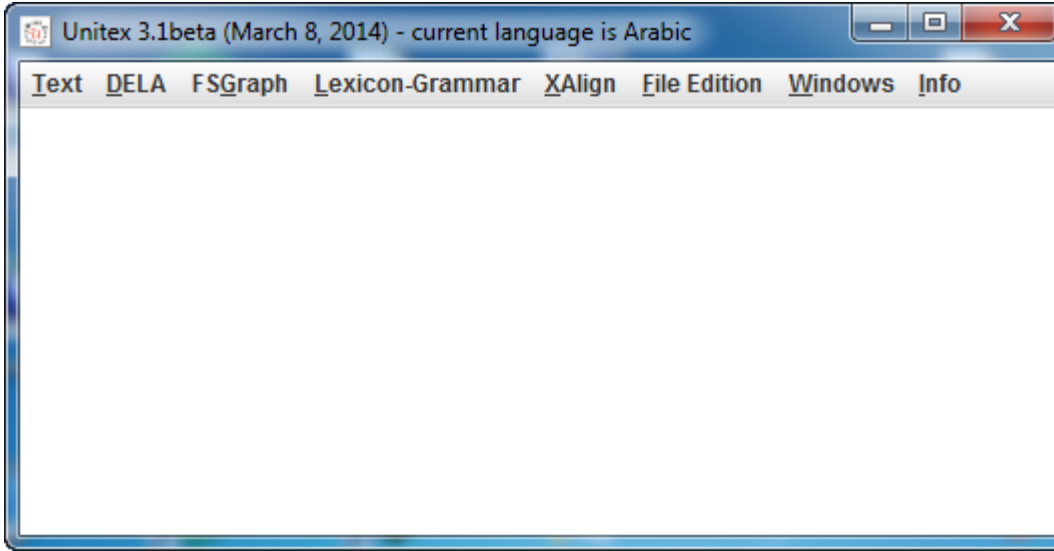 Unitex 3.1beta (March 8, 2014) - current language is Arabic
Text DELA FSGraph Lexicon-Grammar XAlign File Edition Windows Info